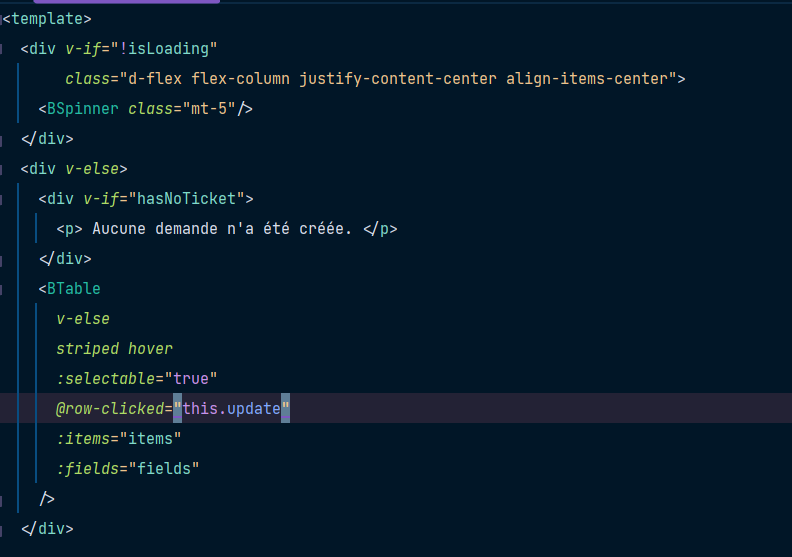 <template>
<div v-if="!isLoading"
class="d-flex flex-column justify-content-center align-items-center">
<BSpinner class="mt-5"/>
</div>
<div v-else>
<div v-if="hasNoTicket">
<p> Aucune demande n'a été créée. </p>
</div>
<BTable
v-else
striped hover
:selectable="true"
@row-clicked="this.update"
:items="items"
:fields="fields"
/>
</div>